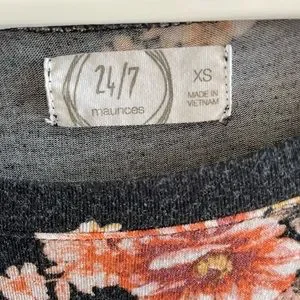 24/7
maurices
XS
MADE IN
VIETNAM